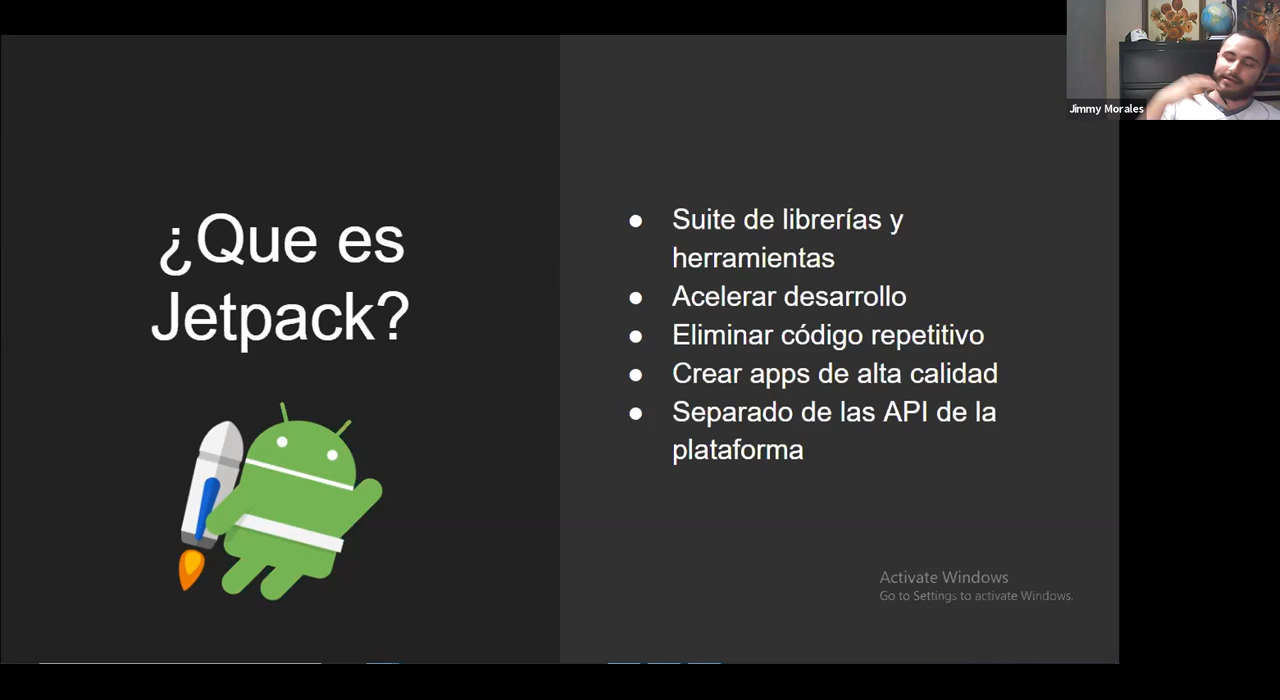 Jimmy Morales
¿Que es
Jetpack?
● Suite de librerías y
herramientas
● Acelerar desarrollo
● Eliminar código repetitivo
● Crear apps de alta calidad
● Separado de las API de la
plataforma
Activate Windows
Go to Settings to activate Windows.